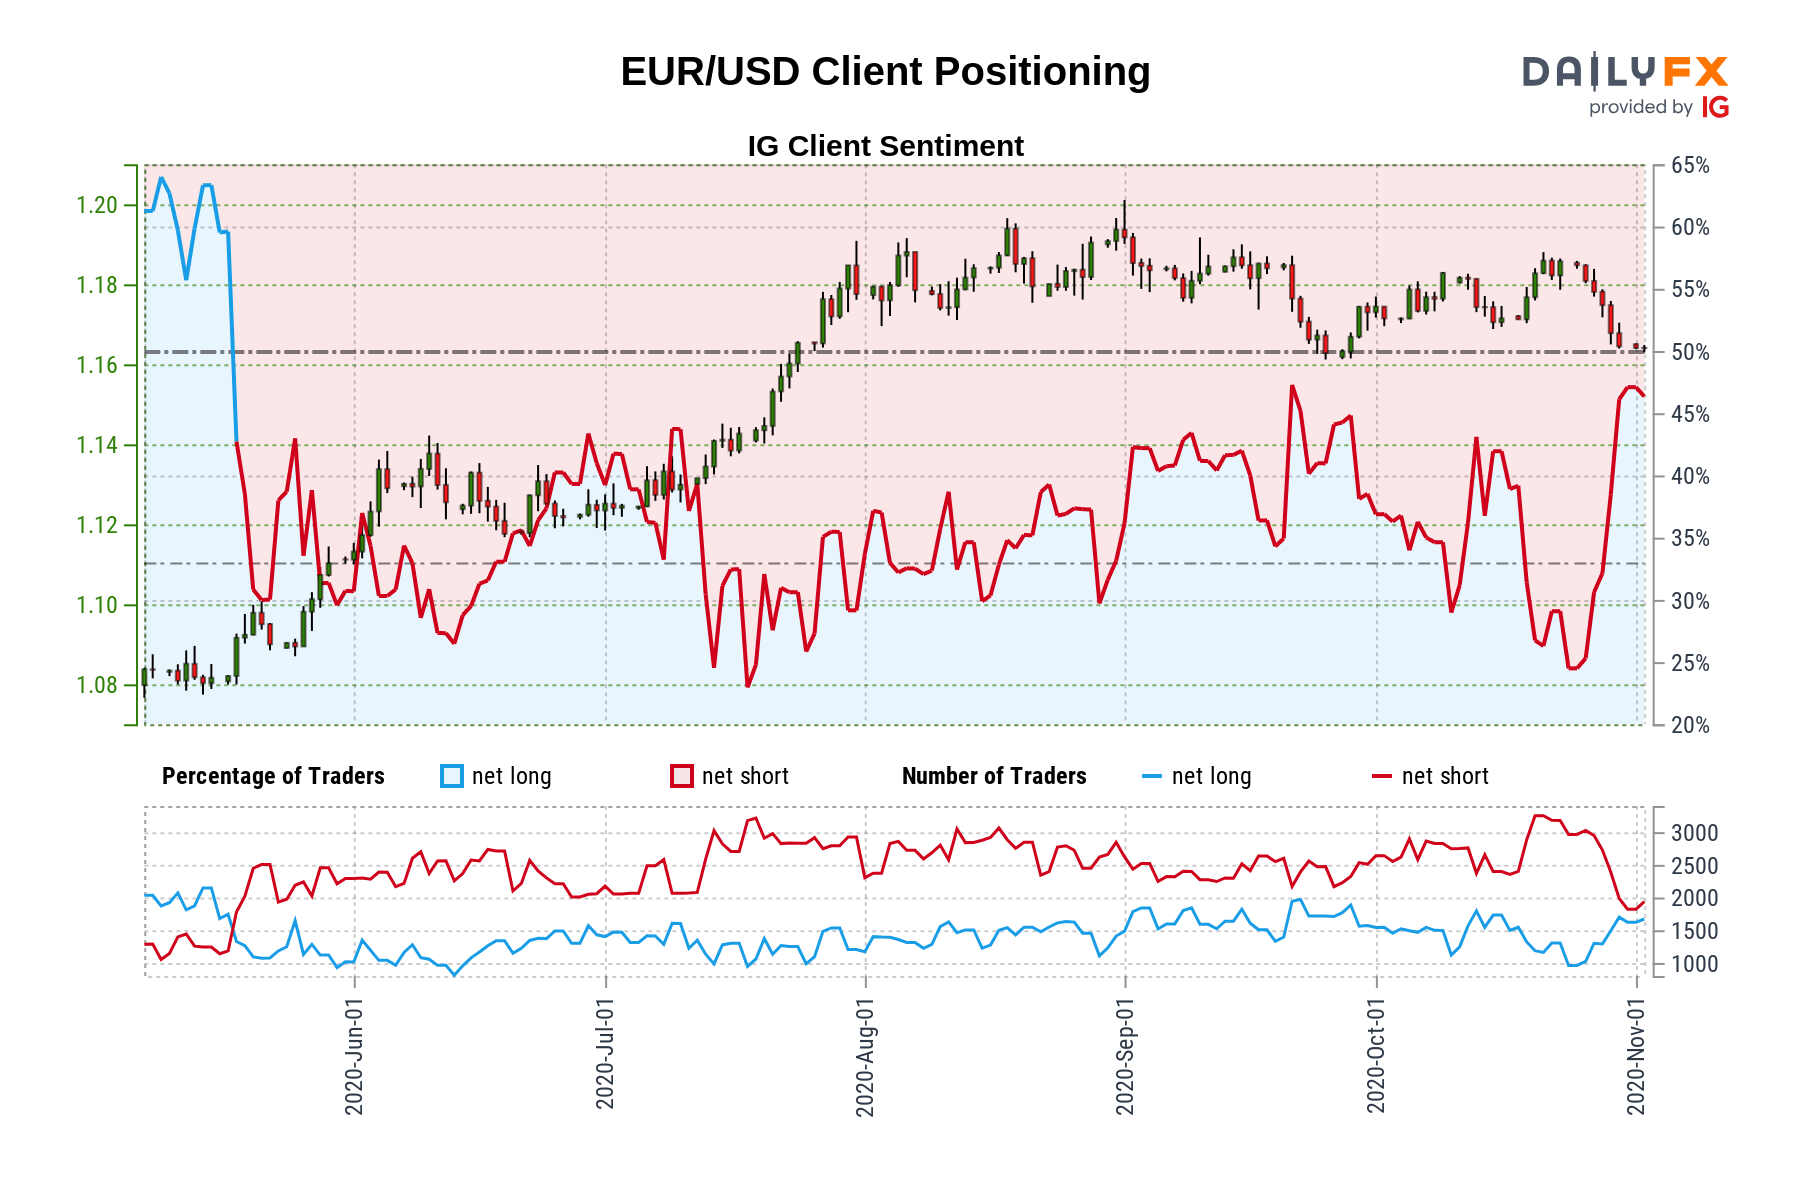 EUR/USD Client Positioning
DAILYFX
provided by IG
IG Client Sentiment
1.20
1.18
1.16
1.14
1.12
1.10
1.08
65%
60%
55%
50%
45%
40%
35%
30%
25%
20%
Percentage of Traders net long net short Number of Traders net long net short
3000
2500
2000
1500
1000
2020-Jun-01
2020-Jul-01
2020-Aug-01
2020-Sep-01
2020-Oct-01
2020-Nov-01